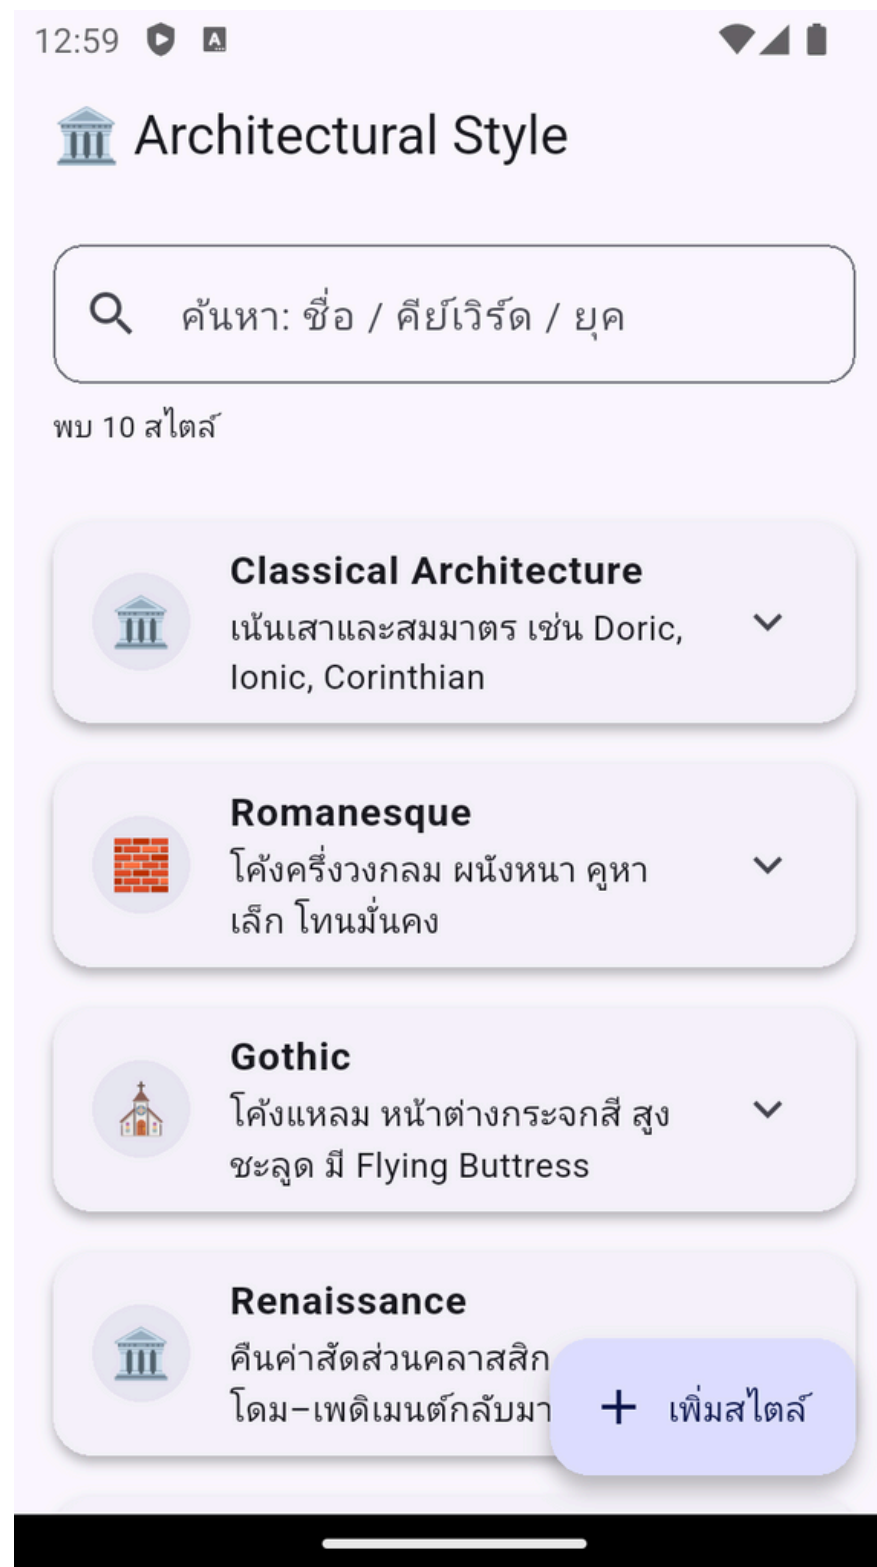 12:59
Architectural Style
ค้นหา: ชื่อ / คีย์เวิร์ด / ยุค
พบ 10 สไตล์
Classical Architecture
เน้นเสาและสมมาตร เช่น Doric,
Ionic, Corinthian
Romanesque
โค้งครึ่งวงกลม ผนังหนา คูหา
เล็ก โทนมั่นคง
Gothic
โค้งแหลม หน้าต่างกระจกสี สูง
ชะลูด มี Flying Buttress
Renaissance
คืนค่าสัดส่วนคลาสสิก
โดม–เพดิเมนต์กลับมา
+ เพิ่มสไตล์